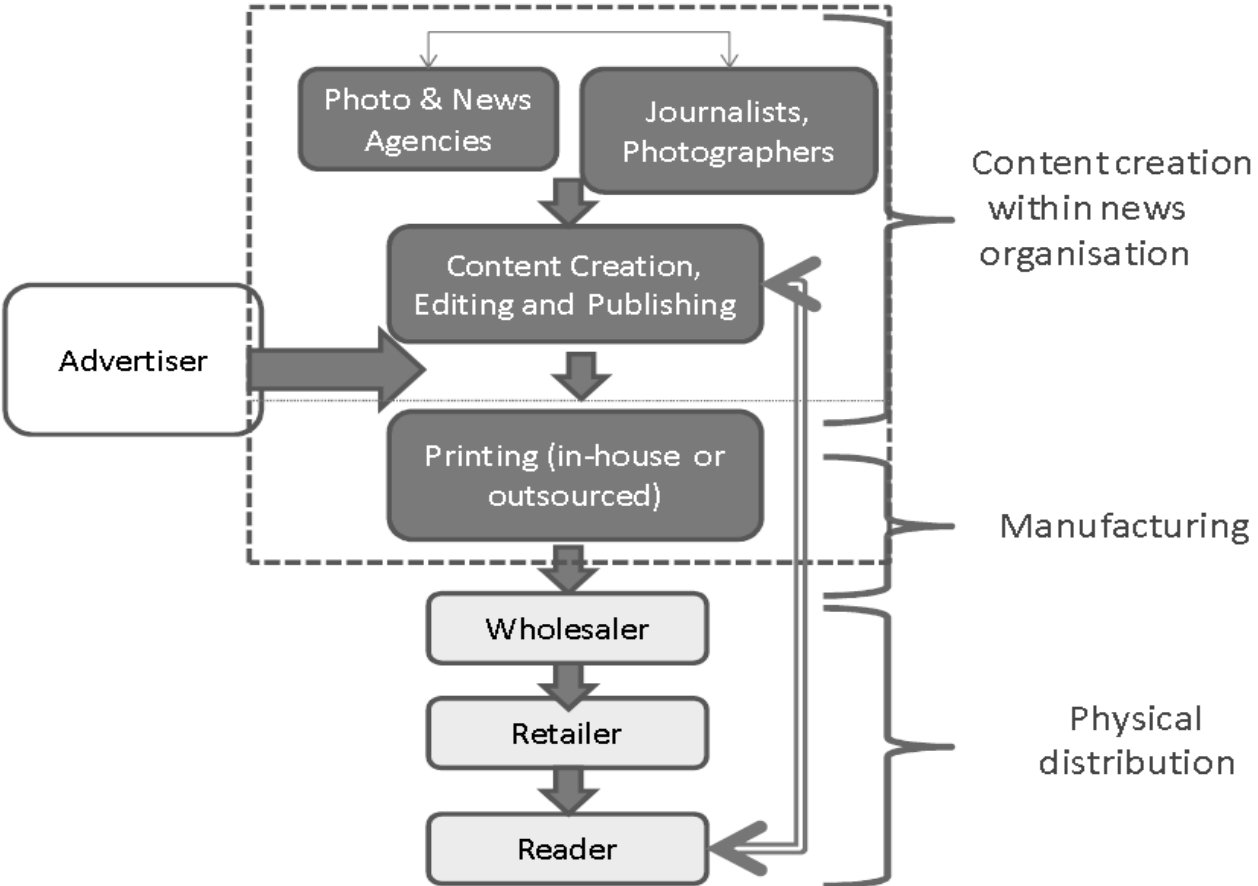 Photo & News
Agencies
Journalists,
Photographers
Content creation
within news
organisation
Content Creation,
Editing and Publishing
Advertiser
Printing (in-house or
outsourced)
Manufacturing
Wholesaler
Retailer
Physical
distribution
Reader